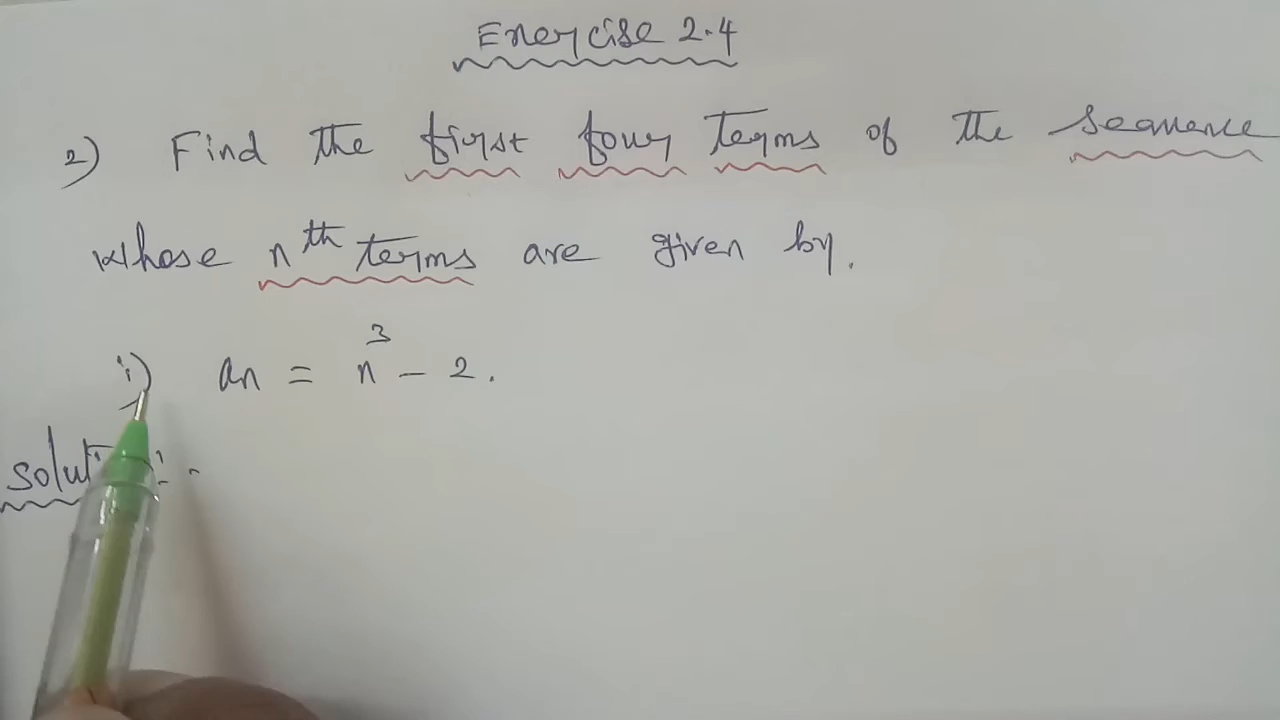 Exercise 2.4
2) Find the first four terms of the sequence
whose nth terms are given by.
i) an = n³ - 2.